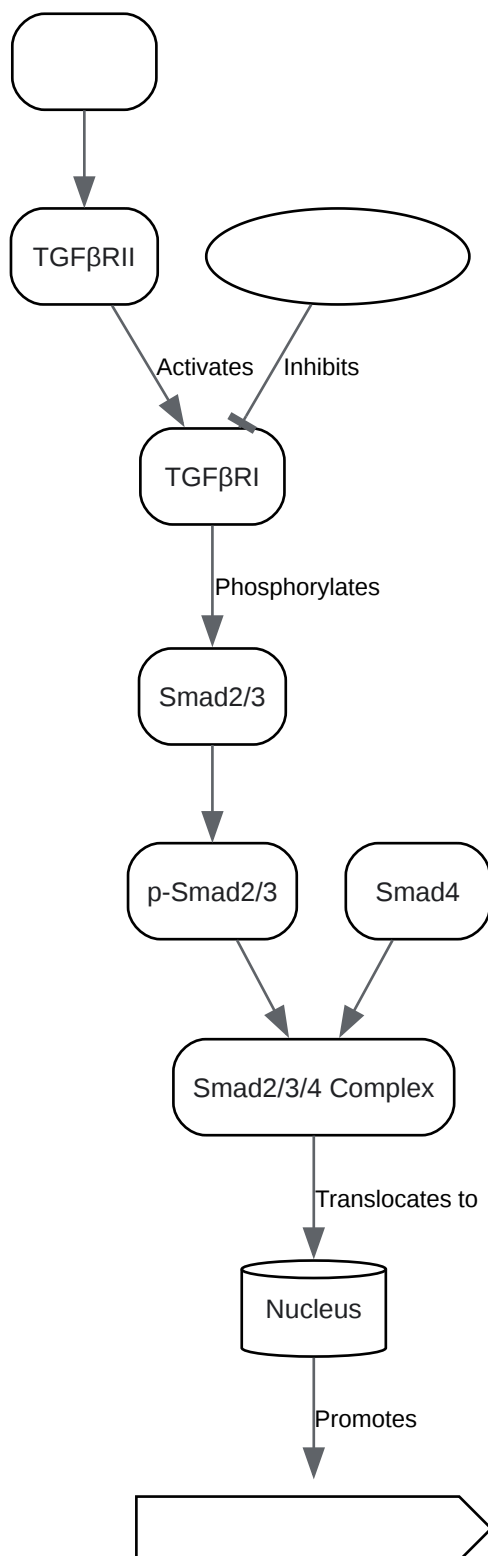 TGFβRII
Activates
Inhibits
TGFβRI
Phosphorylates
Smad2/3
p-Smad2/3
Smad4
Smad2/3/4 Complex
Translocates to
Nucleus
Promotes